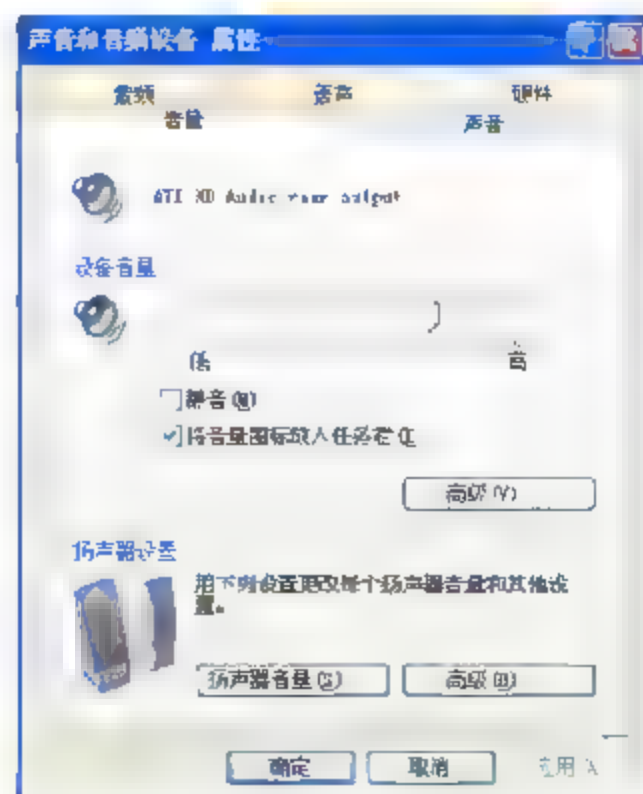 声音和音频设备 属性
音频 语声 硬件
音量 声音
ATI HD Audio rear output
设备音量
低 高
静音(M)
将音量图标放入任务栏(I)
高级(V)
扬声器设置
用下列设置更改每个扬声器音量和其他设
置。
扬声器音量(S) 高级(D)
确定 取消 应用(A)